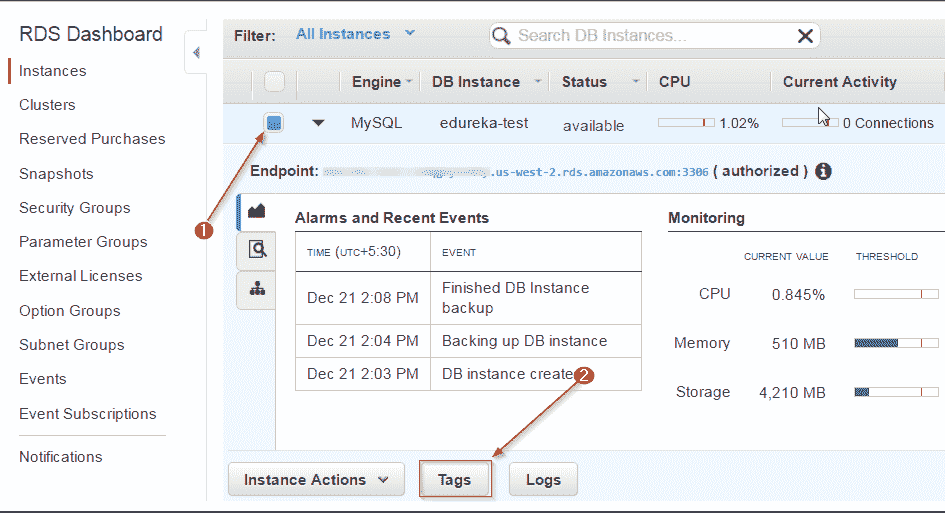 RDS Dashboard
Instances
Clusters
Reserved Purchases
Snapshots
Security Groups
Parameter Groups
External Licenses
Option Groups
Subnet Groups
Events
Event Subscriptions
Notifications
Filter: All Instances Search DB Instances...
Engine DB Instance Status CPU Current Activity
MySQL edureka-test available 1.02% 0 Connections
1
Endpoint: .us-west-2.rds.amazonaws.com:3306 ( authorized )
Alarms and Recent Events
TIME (UTC+5:30) EVENT
Dec 21 2:08 PM Finished DB Instance
backup
Dec 21 2:04 PM Backing up DB instance
Dec 21 2:03 PM DB instance create
2
Monitoring
CURRENT VALUE THRESHOLD
CPU 0.845%
Memory 510 MB
Storage 4,210 MB
Instance Actions Tags Logs